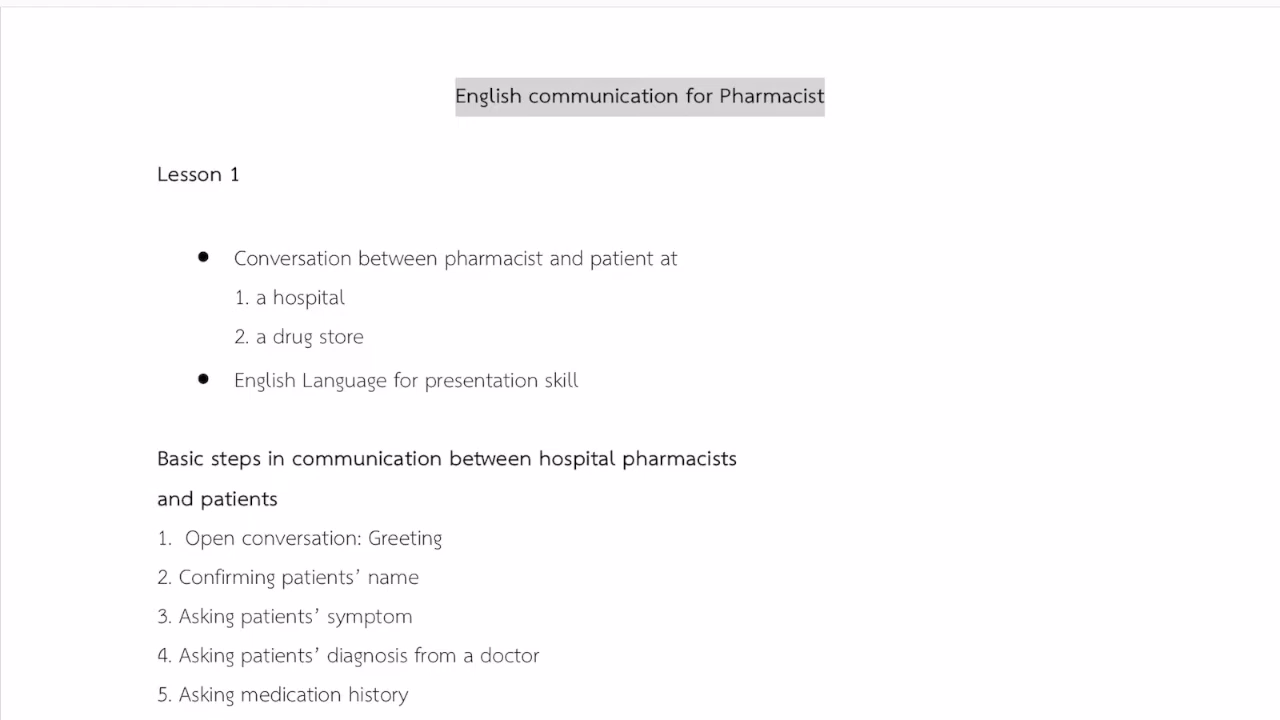 English communication for Pharmacist
Lesson 1
● Conversation between pharmacist and patient at
1. a hospital
2. a drug store
● English Language for presentation skill
Basic steps in communication between hospital pharmacists
and patients
1. Open conversation: Greeting
2. Confirming patients’ name
3. Asking patients’ symptom
4. Asking patients’ diagnosis from a doctor
5. Asking medication history